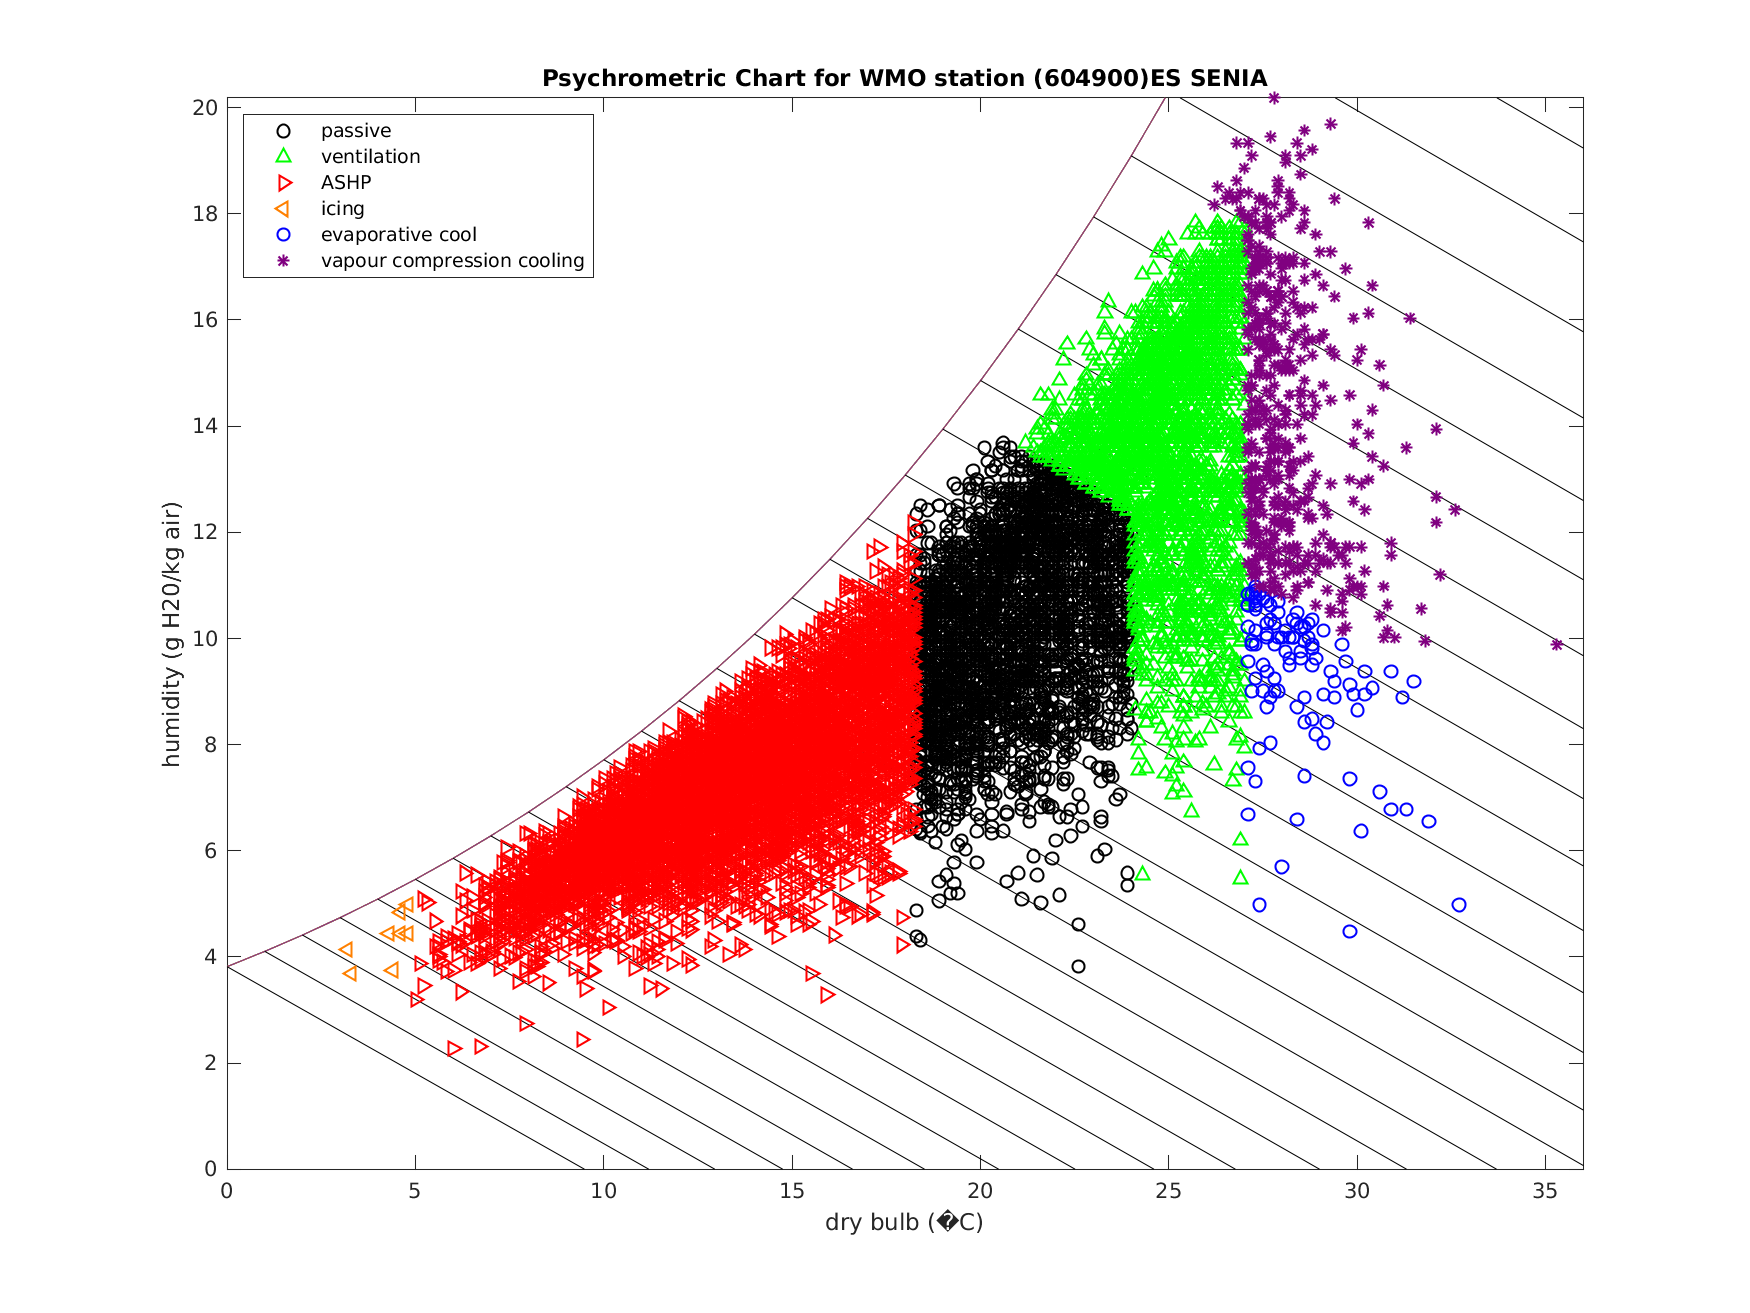 Psychrometric Chart for WMO station (604900)ES SENIA
passive
ventilation
ASHP
icing
evaporative cool
vapour compression cooling
humidity (g H20/kg air)
20
18
16
14
12
10
8
6
4
2
0
0 5 10 15 20 25 30 35
dry bulb (�C)